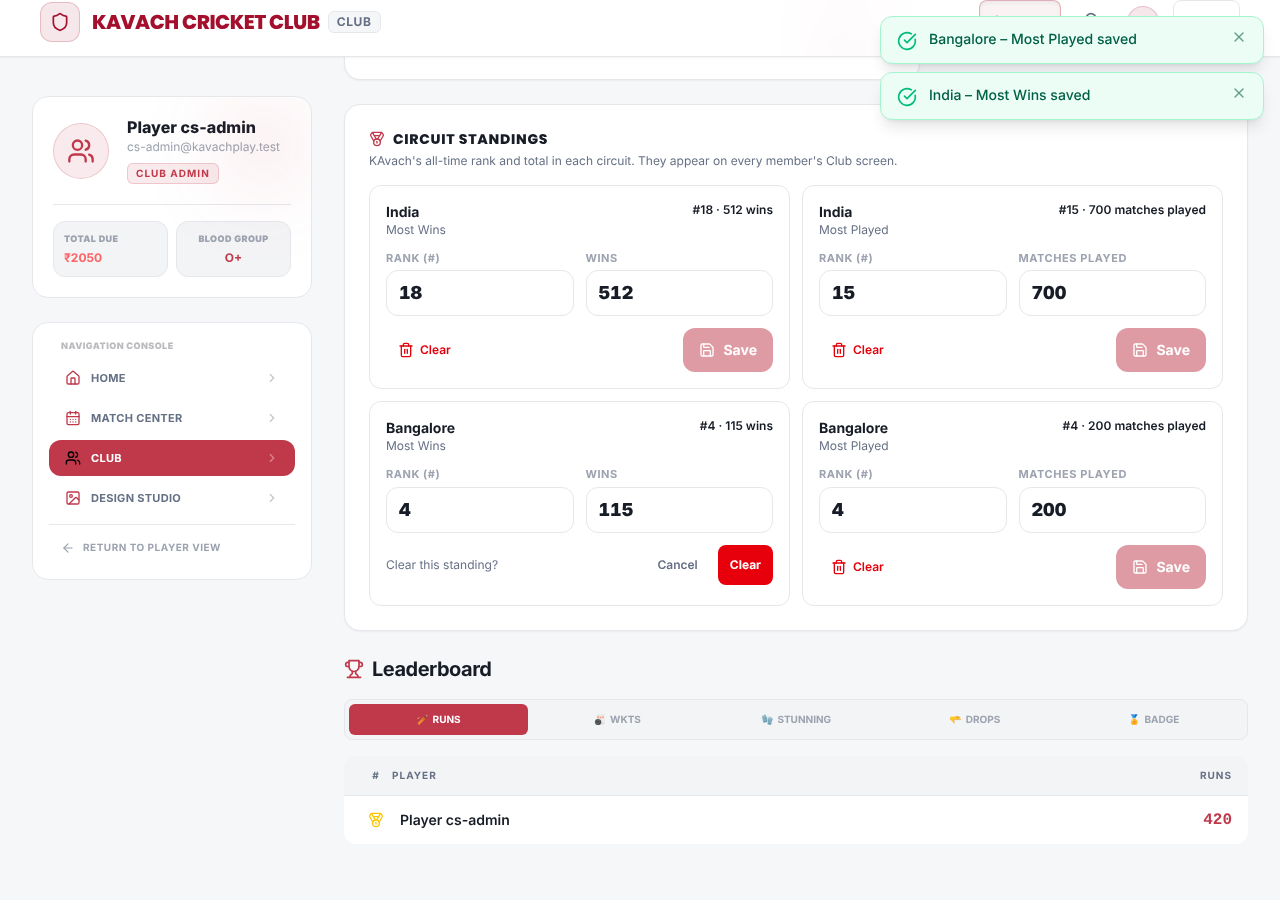 KAVACH CRICKET CLUB CLUB
Bangalore – Most Played saved
India – Most Wins saved
Player cs-admin
cs-admin@kavachplay.test
CLUB ADMIN
TOTAL DUE
₹2050
BLOOD GROUP
O+
NAVIGATION CONSOLE
HOME
MATCH CENTER
CLUB
DESIGN STUDIO
RETURN TO PLAYER VIEW
CIRCUIT STANDINGS
KAvach's all-time rank and total in each circuit. They appear on every member's Club screen.
India
Most Wins
#18 · 512 wins
RANK (#) WINS
18 512
Clear Save
India
Most Played
#15 · 700 matches played
RANK (#) MATCHES PLAYED
15 700
Clear Save
Bangalore
Most Wins
#4 · 115 wins
RANK (#) WINS
4 115
Clear this standing? Cancel Clear
Bangalore
Most Played
#4 · 200 matches played
RANK (#) MATCHES PLAYED
4 200
Clear Save
Leaderboard
RUNS WKTS STUNNING DROPS BADGE
# PLAYER RUNS
Player cs-admin 420